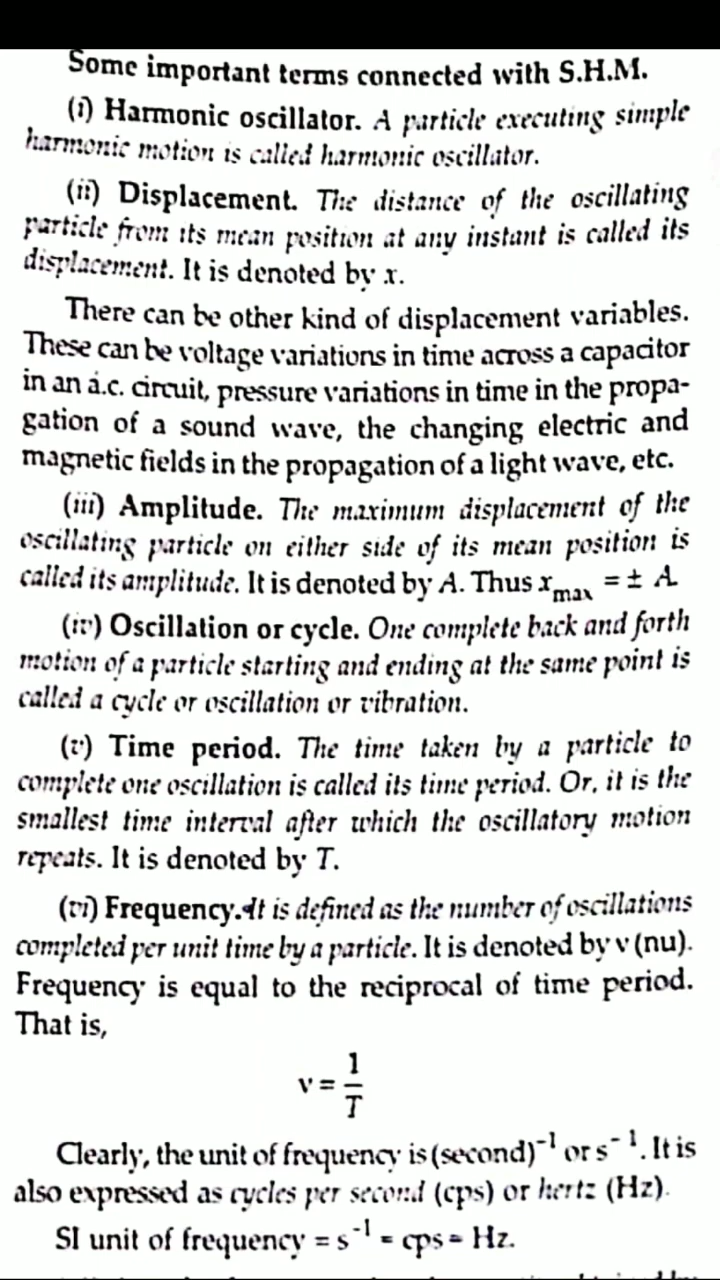 Some important terms connected with S.H.M.
(i) Harmonic oscillator. A particle executing simple
harmonic motion is called harmonic oscillator.
(ii) Displacement. The distance of the oscillating
particle from its mean position at any instant is called its
displacement. It is denoted by x.
There can be other kind of displacement variables.
These can be voltage variations in time across a capacitor
in an a.c. circuit, pressure variations in time in the propa-
gation of a sound wave, the changing electric and
magnetic fields in the propagation of a light wave, etc.
(iii) Amplitude. The maximum displacement of the
oscillating particle on either side of its mean position is
called its amplitude. It is denoted by A. Thus x_max = ± A
(iv) Oscillation or cycle. One complete back and forth
motion of a particle starting and ending at the same point is
called a cycle or oscillation or vibration.
(v) Time period. The time taken by a particle to
complete one oscillation is called its time period. Or, it is the
smallest time interval after which the oscillatory motion
repeats. It is denoted by T.
(vi) Frequency. It is defined as the number of oscillations
completed per unit time by a particle. It is denoted by ν (nu).
Frequency is equal to the reciprocal of time period.
That is,
ν = 1/T
Clearly, the unit of frequency is (second)⁻¹ or s⁻¹. It is
also expressed as cycles per second (cps) or hertz (Hz).
SI unit of frequency = s⁻¹ = cps = Hz.